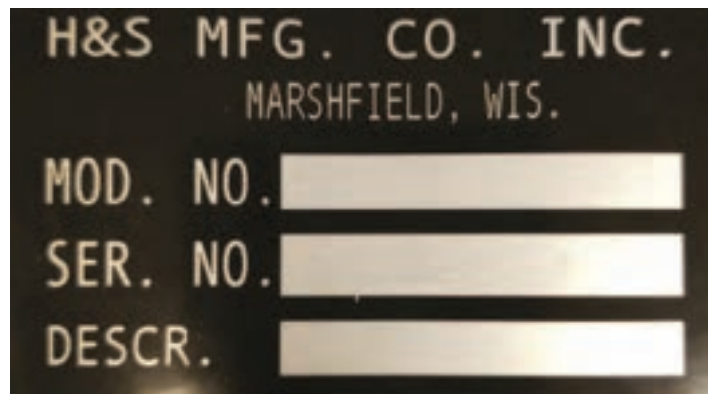 H&S MFG. CO. INC.
MARSHFIELD, WIS.
MOD. NO.
SER. NO.
DESCR.